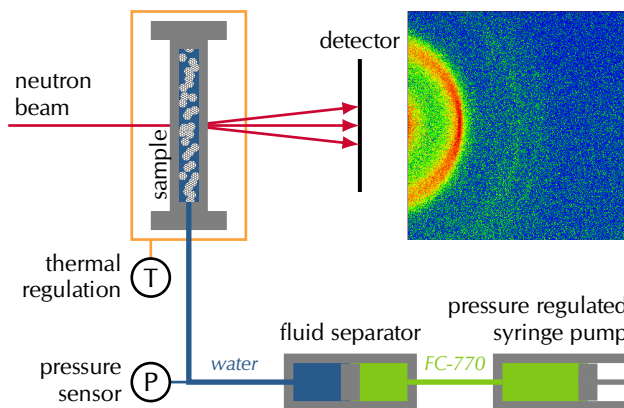 detector
neutron
beam
sample
thermal
regulation
T
pressure regulated
syringe pump
fluid separator
pressure
sensor
P
water
FC-770